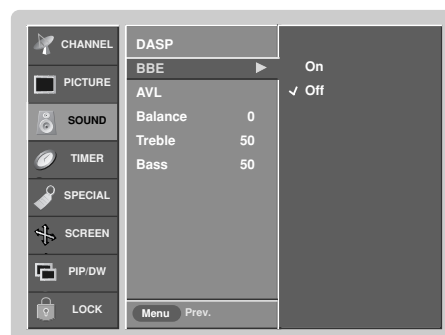 CHANNEL
PICTURE
SOUND
TIMER
SPECIAL
SCREEN
PIP/DW
LOCK
DASP
BBE
AVL
Balance 0
Treble 50
Bass 50
Menu Prev.
On
Off